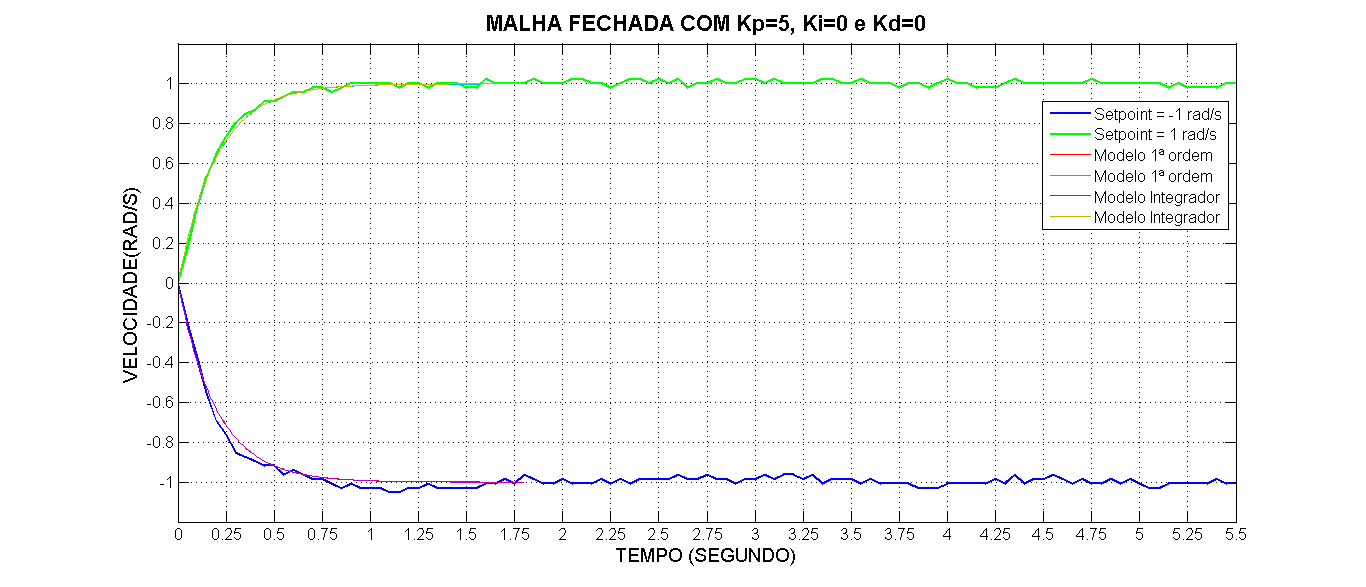 MALHA FECHADA COM Kp=5, Ki=0 e Kd=0
VELOCIDADE(RAD/S)
1
0.8
0.6
0.4
0.2
0
-0.2
-0.4
-0.6
-0.8
-1
Setpoint = -1 rad/s
Setpoint = 1 rad/s
Modelo 1ª ordem
Modelo 1ª ordem
Modelo Integrador
Modelo Integrador
0 0.25 0.5 0.75 1 1.25 1.5 1.75 2 2.25 2.5 2.75 3 3.25 3.5 3.75 4 4.25 4.5 4.75 5 5.25 5.5
TEMPO (SEGUNDO)